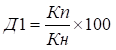 Д1 = Кп/Кн × 100